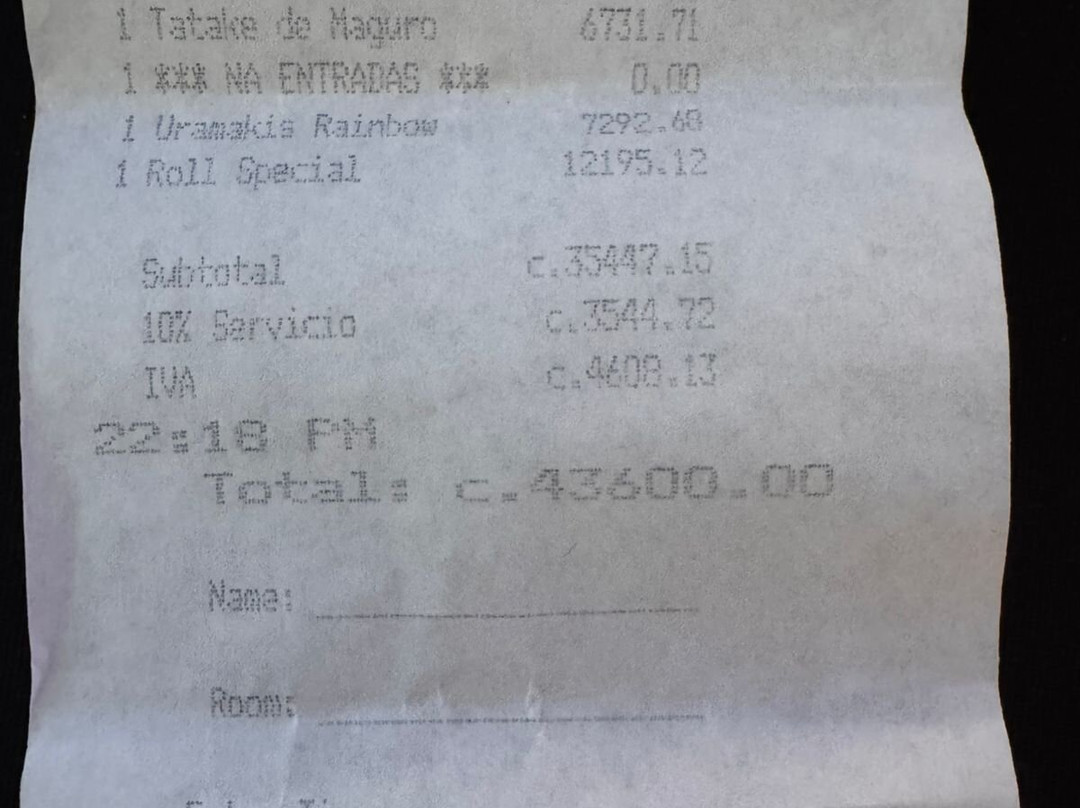 1 Tatake de Maguro 6731.71
1 *** NA ENTRADAS *** 0.00
1 Uramakis Rainbow 7292.68
1 Roll Special 12195.12
Subtotal c.35447.15
10% Servicio c.3544.72
IVA c.4608.13
22:18 PM
Total: c.43600.00
Name:
Room: